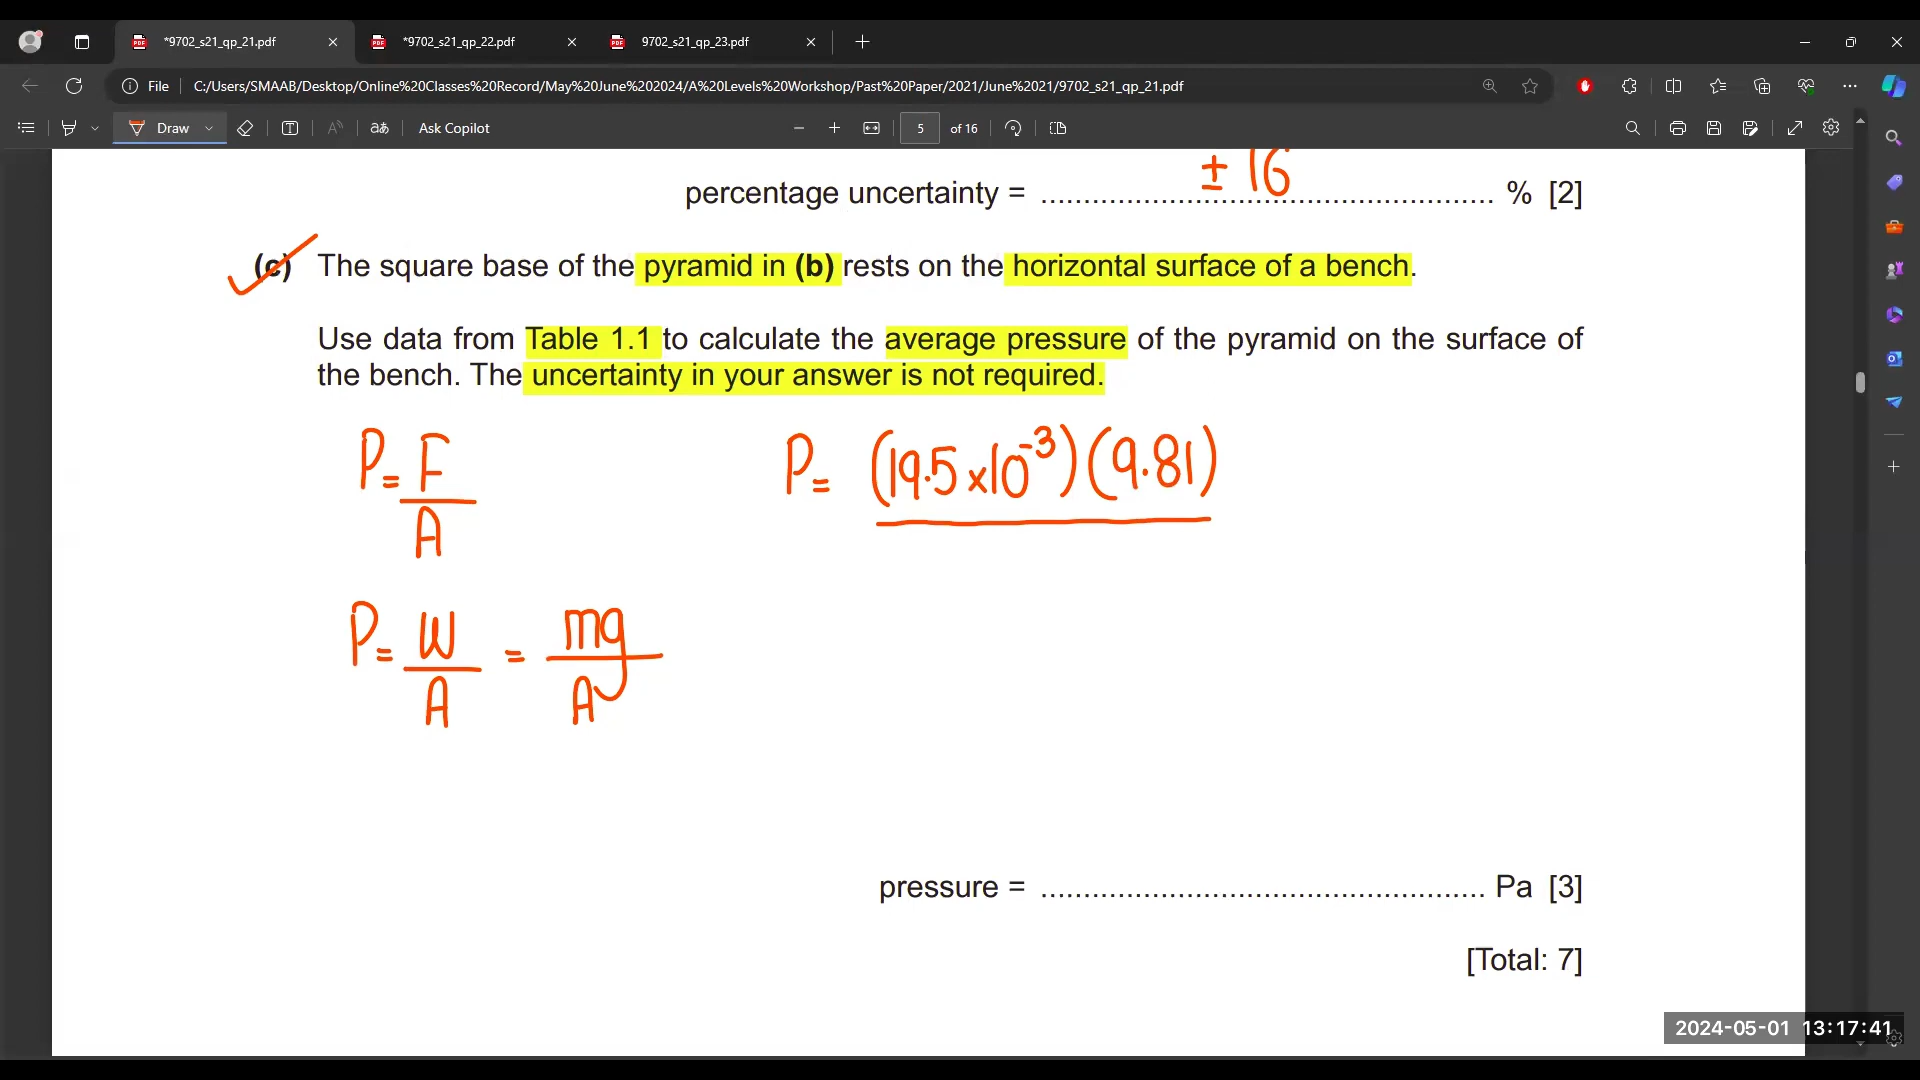 *9702_s21_qp_21.pdf *9702_s21_qp_22.pdf 9702_s21_qp_23.pdf
File C:/Users/SMAAB/Desktop/Online%20Classes%20Record/May%20June%202024/A%20Levels%20Workshop/Past%20Paper/2021/June%2021/9702_s21_qp_21.pdf
Draw Ask Copilot 5 of 16
± 16
percentage uncertainty = .................................................... % [2]
(c) The square base of the pyramid in (b) rests on the horizontal surface of a bench.
Use data from Table 1.1 to calculate the average pressure of the pyramid on the surface of
the bench. The uncertainty in your answer is not required.
P = F/A
P = (19.5 × 10⁻³)(9.81)
P = W/A = mg/A
pressure = ................................................... Pa [3]
[Total: 7]
2024-05-01 13:17:41